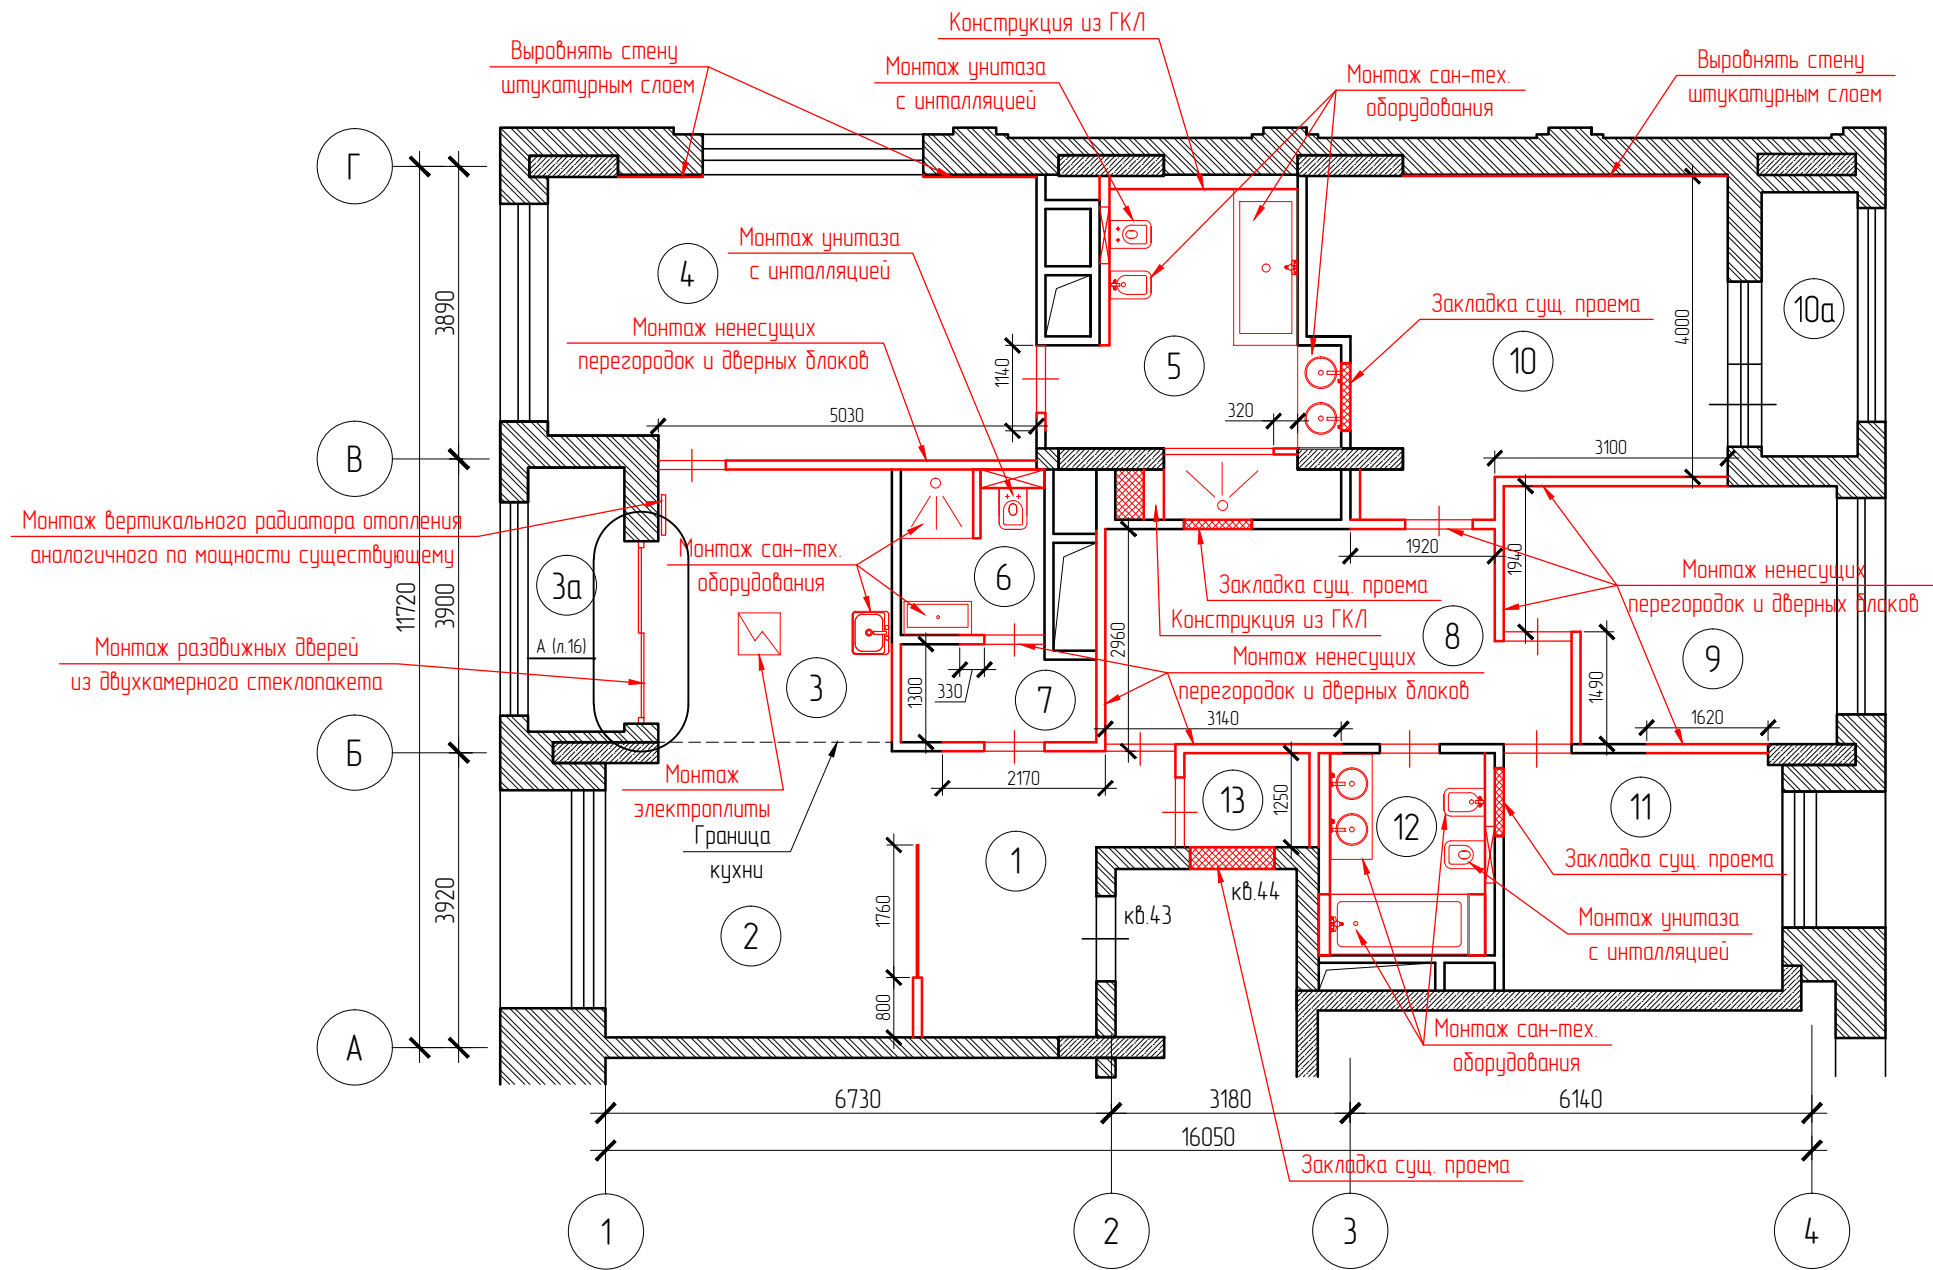 Конструкция из ГКЛ
Выровнять стену
штукатурным слоем
Монтаж унитаза
с инталляцией
Монтаж сан-тех.
оборудования
Выровнять стену
штукатурным слоем
Г
4
Монтаж унитаза
с инталляцией
3890
Монтаж ненесущих
перегородок и дверных блоков
1140
5
Закладка сущ. проема
10
4000
10а
5030
320
3100
В
Монтаж вертикального радиатора отопления
аналогичного по мощности существующему
3а
11720
3900
Монтаж сан-тех.
оборудования
6
1920
1940
Монтаж ненесущих
перегородок и дверных блоков
Закладка сущ. проема
Конструкция из ГКЛ
8
2960
А (л.16)
Монтаж раздвижных дверей
из двухкамерного стеклопакета
3
1300
330
7
Монтаж ненесущих
перегородок и дверных блоков
9
1490
3140
1620
Б
Монтаж
электроплиты
Граница
кухни
2170
13
1250
12
11
1
Закладка сущ. проема
3920
2
1760
800
кв.43
кв.44
Монтаж унитаза
с инталляцией
А
Монтаж сан-тех.
оборудования
6730
3180
6140
16050
Закладка сущ. проема
1
2
3
4